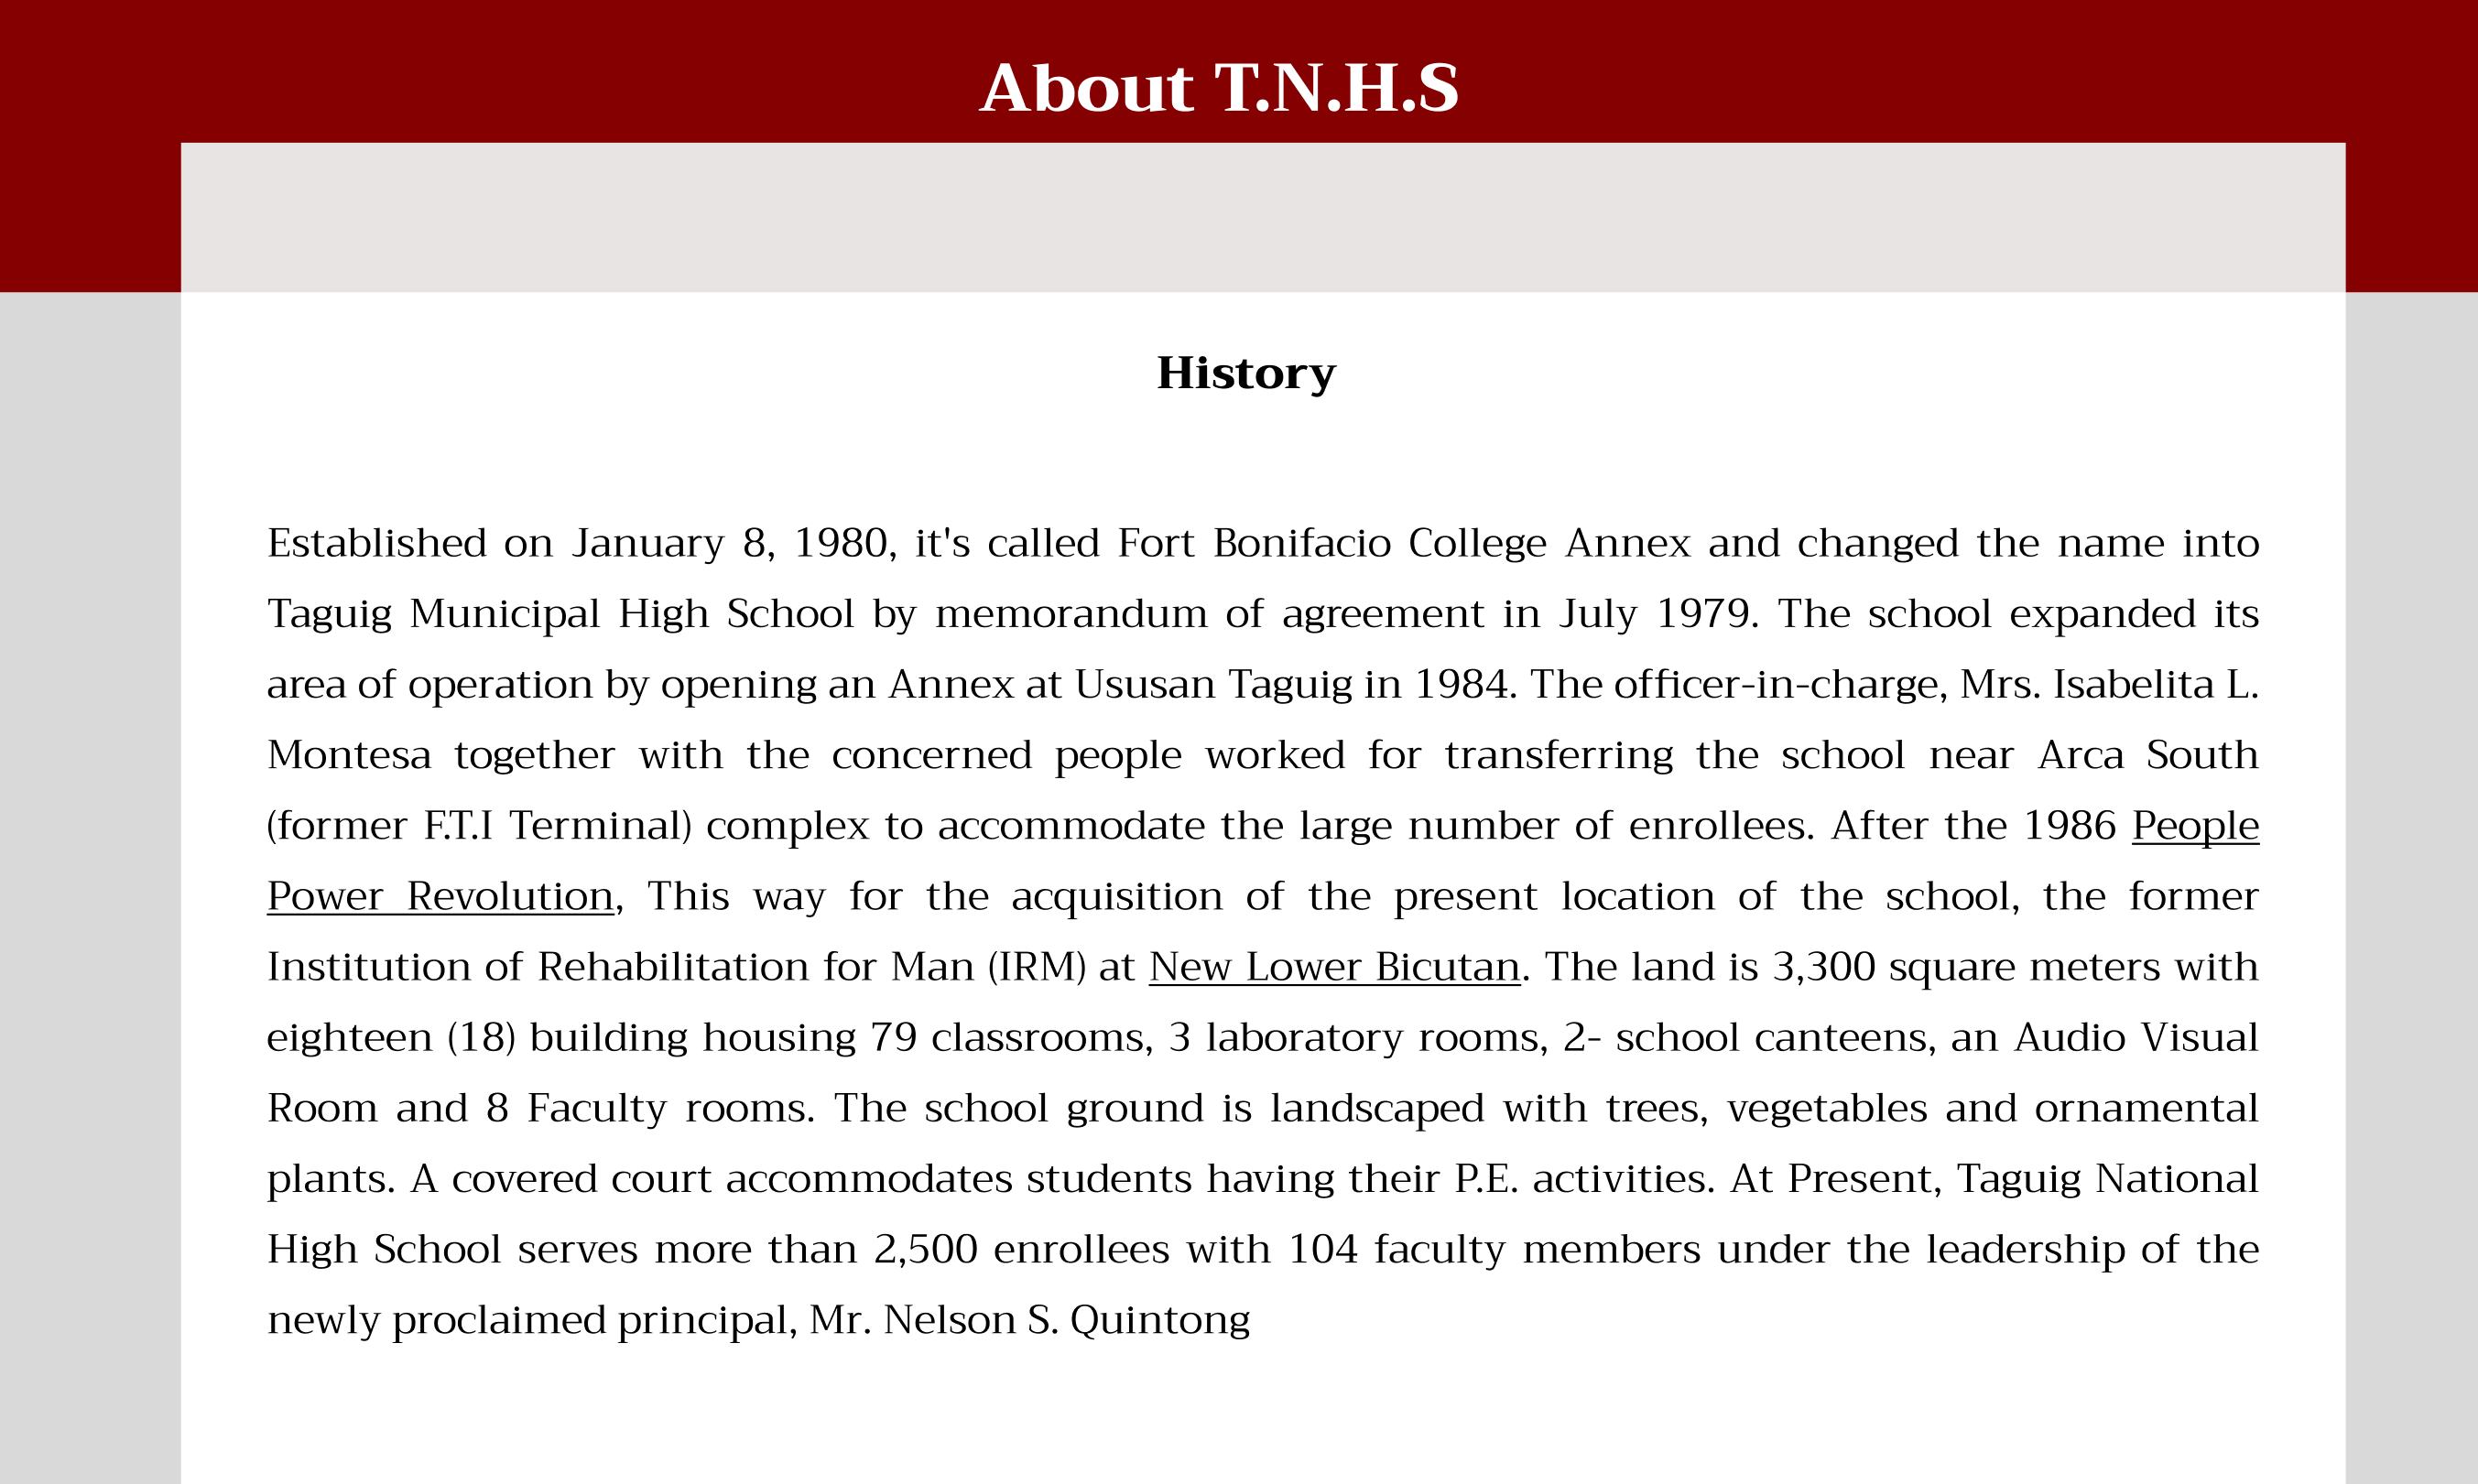 About T.N.H.S
History
Established on January 8, 1980, it's called Fort Bonifacio College Annex and changed the name into
Taguig Municipal High School by memorandum of agreement in July 1979. The school expanded its
area of operation by opening an Annex at Ususan Taguig in 1984. The officer-in-charge, Mrs. Isabelita L.
Montesa together with the concerned people worked for transferring the school near Arca South
(former F.T.I Terminal) complex to accommodate the large number of enrollees. After the 1986 People
Power Revolution, This way for the acquisition of the present location of the school, the former
Institution of Rehabilitation for Man (IRM) at New Lower Bicutan. The land is 3,300 square meters with
eighteen (18) building housing 79 classrooms, 3 laboratory rooms, 2- school canteens, an Audio Visual
Room and 8 Faculty rooms. The school ground is landscaped with trees, vegetables and ornamental
plants. A covered court accommodates students having their P.E. activities. At Present, Taguig National
High School serves more than 2,500 enrollees with 104 faculty members under the leadership of the
newly proclaimed principal, Mr. Nelson S. Quintong